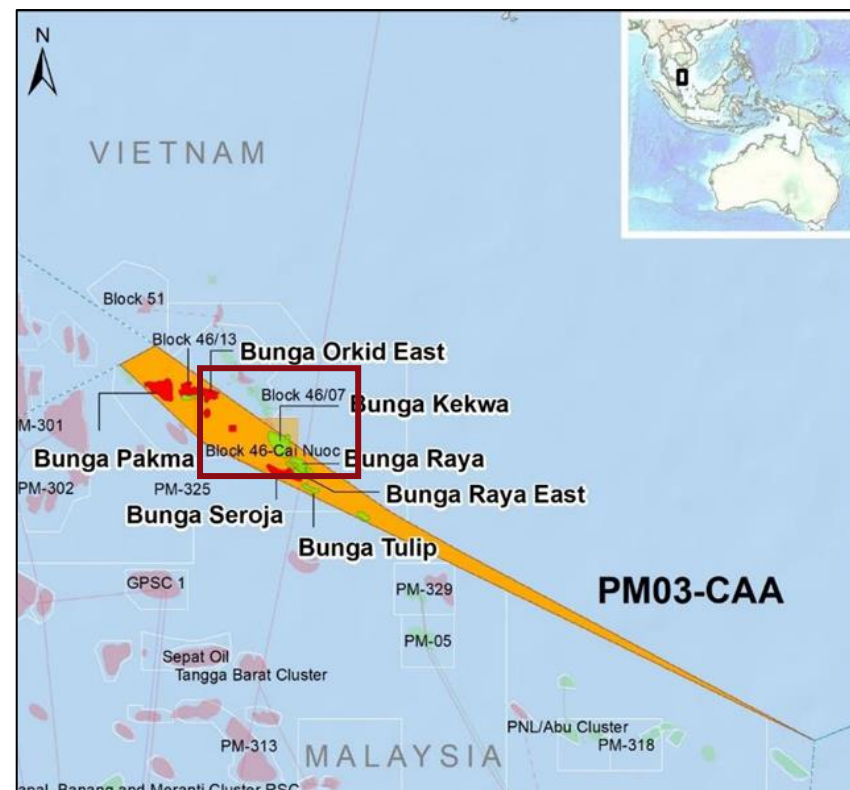 N
VIETNAM
Block 51
Block 46/13
Bunga Orkid East
Block 46/07
Bunga Kekwa
M-301
Block 46-Cai Nuoc
Bunga Pakma
Bunga Raya
PM-302
PM-325
Bunga Raya East
Bunga Seroja
Bunga Tulip
GPSC 1
PM-329
PM03-CAA
PM-05
Sepat Oil
Tangga Barat Cluster
PNL/Abu Cluster
PM-313
PM-318
MALAYSIA
Banang and Meranti Cluster RSC